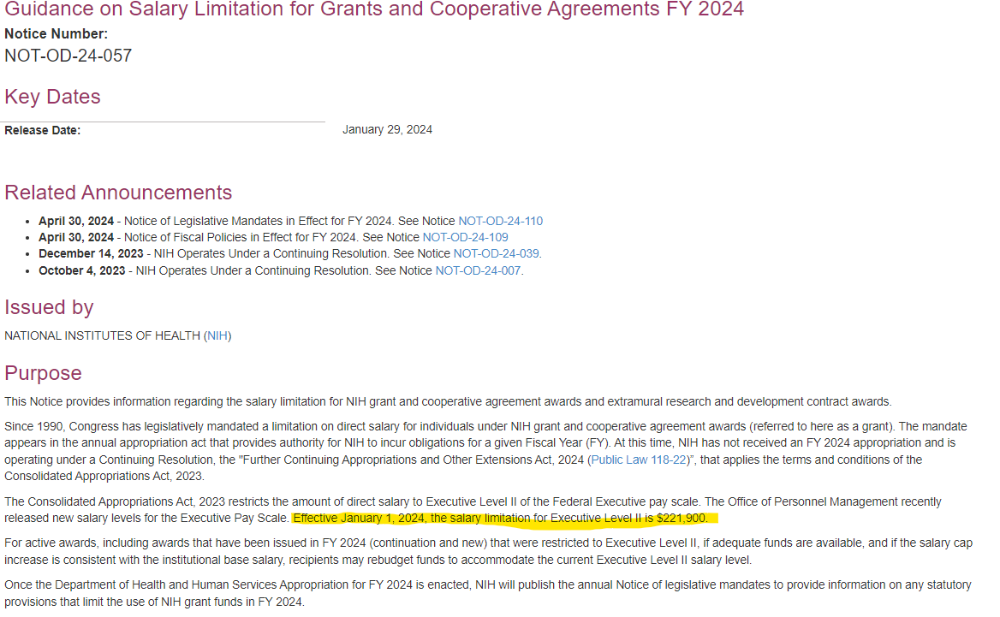 Guidance on Salary Limitation for Grants and Cooperative Agreements FY 2024
Notice Number:
NOT-OD-24-057
Key Dates
Release Date: January 29, 2024
Related Announcements
• April 30, 2024 - Notice of Legislative Mandates in Effect for FY 2024. See Notice NOT-OD-24-110
• April 30, 2024 - Notice of Fiscal Policies in Effect for FY 2024. See Notice NOT-OD-24-109
• December 14, 2023 - NIH Operates Under a Continuing Resolution. See Notice NOT-OD-24-039.
• October 4, 2023 - NIH Operates Under a Continuing Resolution. See Notice NOT-OD-24-007.
Issued by
NATIONAL INSTITUTES OF HEALTH (NIH)
Purpose
This Notice provides information regarding the salary limitation for NIH grant and cooperative agreement awards and extramural research and development contract awards.
Since 1990, Congress has legislatively mandated a limitation on direct salary for individuals under NIH grant and cooperative agreement awards (referred to here as a grant). The mandate
appears in the annual appropriation act that provides authority for NIH to incur obligations for a given Fiscal Year (FY). At this time, NIH has not received an FY 2024 appropriation and is
operating under a Continuing Resolution, the "Further Continuing Appropriations and Other Extensions Act, 2024 (Public Law 118-22)”, that applies the terms and conditions of the
Consolidated Appropriations Act, 2023.
The Consolidated Appropriations Act, 2023 restricts the amount of direct salary to Executive Level II of the Federal Executive pay scale. The Office of Personnel Management recently
released new salary levels for the Executive Pay Scale. Effective January 1, 2024, the salary limitation for Executive Level II is $221,900.
For active awards, including awards that have been issued in FY 2024 (continuation and new) that were restricted to Executive Level II, if adequate funds are available, and if the salary cap
increase is consistent with the institutional base salary, recipients may rebudget funds to accommodate the current Executive Level II salary level.
Once the Department of Health and Human Services Appropriation for FY 2024 is enacted, NIH will publish the annual Notice of legislative mandates to provide information on any statutory
provisions that limit the use of NIH grant funds in FY 2024.